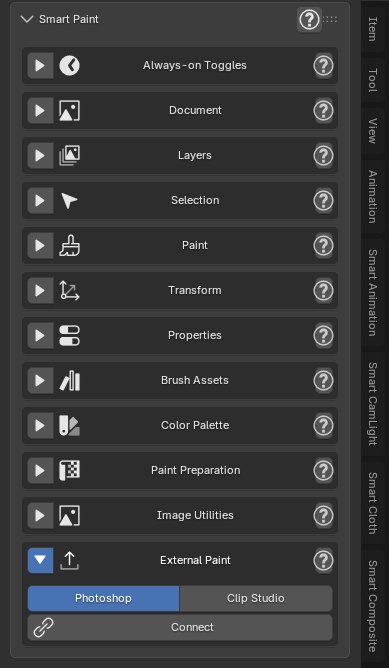 Smart Paint
Always-on Toggles
Document
Layers
Selection
Paint
Transform
Properties
Brush Assets
Color Palette
Paint Preparation
Image Utilities
External Paint
Photoshop
Clip Studio
Connect
Item
Tool
View
Animation
Smart Animation
Smart CamLight
Smart Cloth
Smart Composite